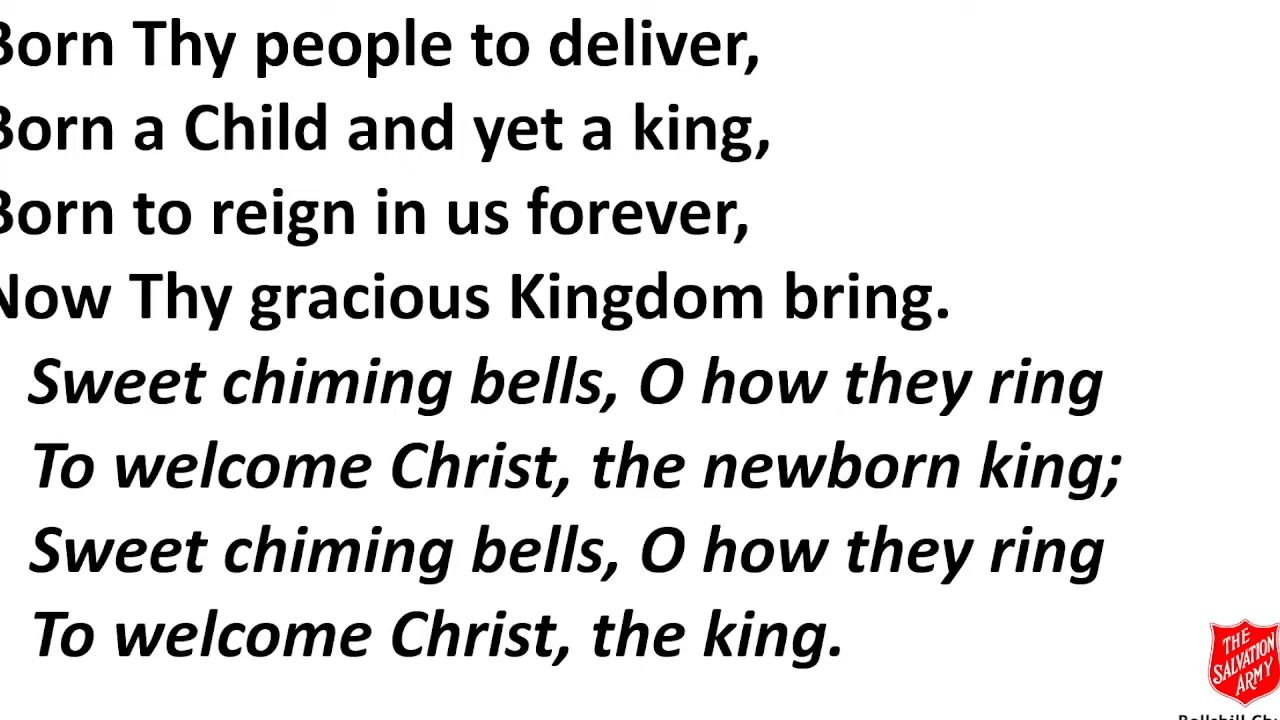 Born Thy people to deliver,
Born a Child and yet a king,
Born to reign in us forever,
Now Thy gracious Kingdom bring.
Sweet chiming bells, O how they ring
To welcome Christ, the newborn king;
Sweet chiming bells, O how they ring
To welcome Christ, the king.
THE
SALVATION
ARMY